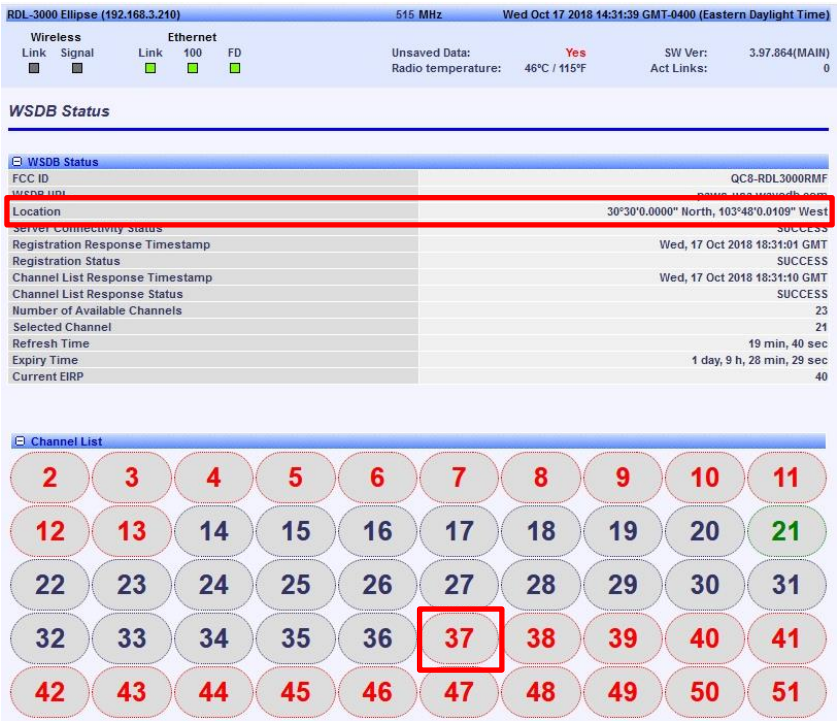 RDL-3000 Ellipse (192.168.3.210) 515 MHz Wed Oct 17 2018 14:31:39 GMT-0400 (Eastern Daylight Time)
Wireless Ethernet
Link Signal Link 100 FD Unsaved Data: Yes SW Ver: 3.97.864(MAIN)
Radio temperature: 46°C / 115°F Act Links: 0
WSDB Status
WSDB Status
FCC ID QC8-RDL3000RMF
WSDB URL
Location 30°30'0.0000" North, 103°48'0.0109" West
Server Connectivity Status SUCCESS
Registration Response Timestamp Wed, 17 Oct 2018 18:31:01 GMT
Registration Status SUCCESS
Channel List Response Timestamp Wed, 17 Oct 2018 18:31:10 GMT
Channel List Response Status SUCCESS
Number of Available Channels 23
Selected Channel 21
Refresh Time 19 min, 40 sec
Expiry Time 1 day, 9 h, 28 min, 29 sec
Current EIRP 40
Channel List
2 3 4 5 6 7 8 9 10 11
12 13 14 15 16 17 18 19 20 21
22 23 24 25 26 27 28 29 30 31
32 33 34 35 36 37 38 39 40 41
42 43 44 45 46 47 48 49 50 51